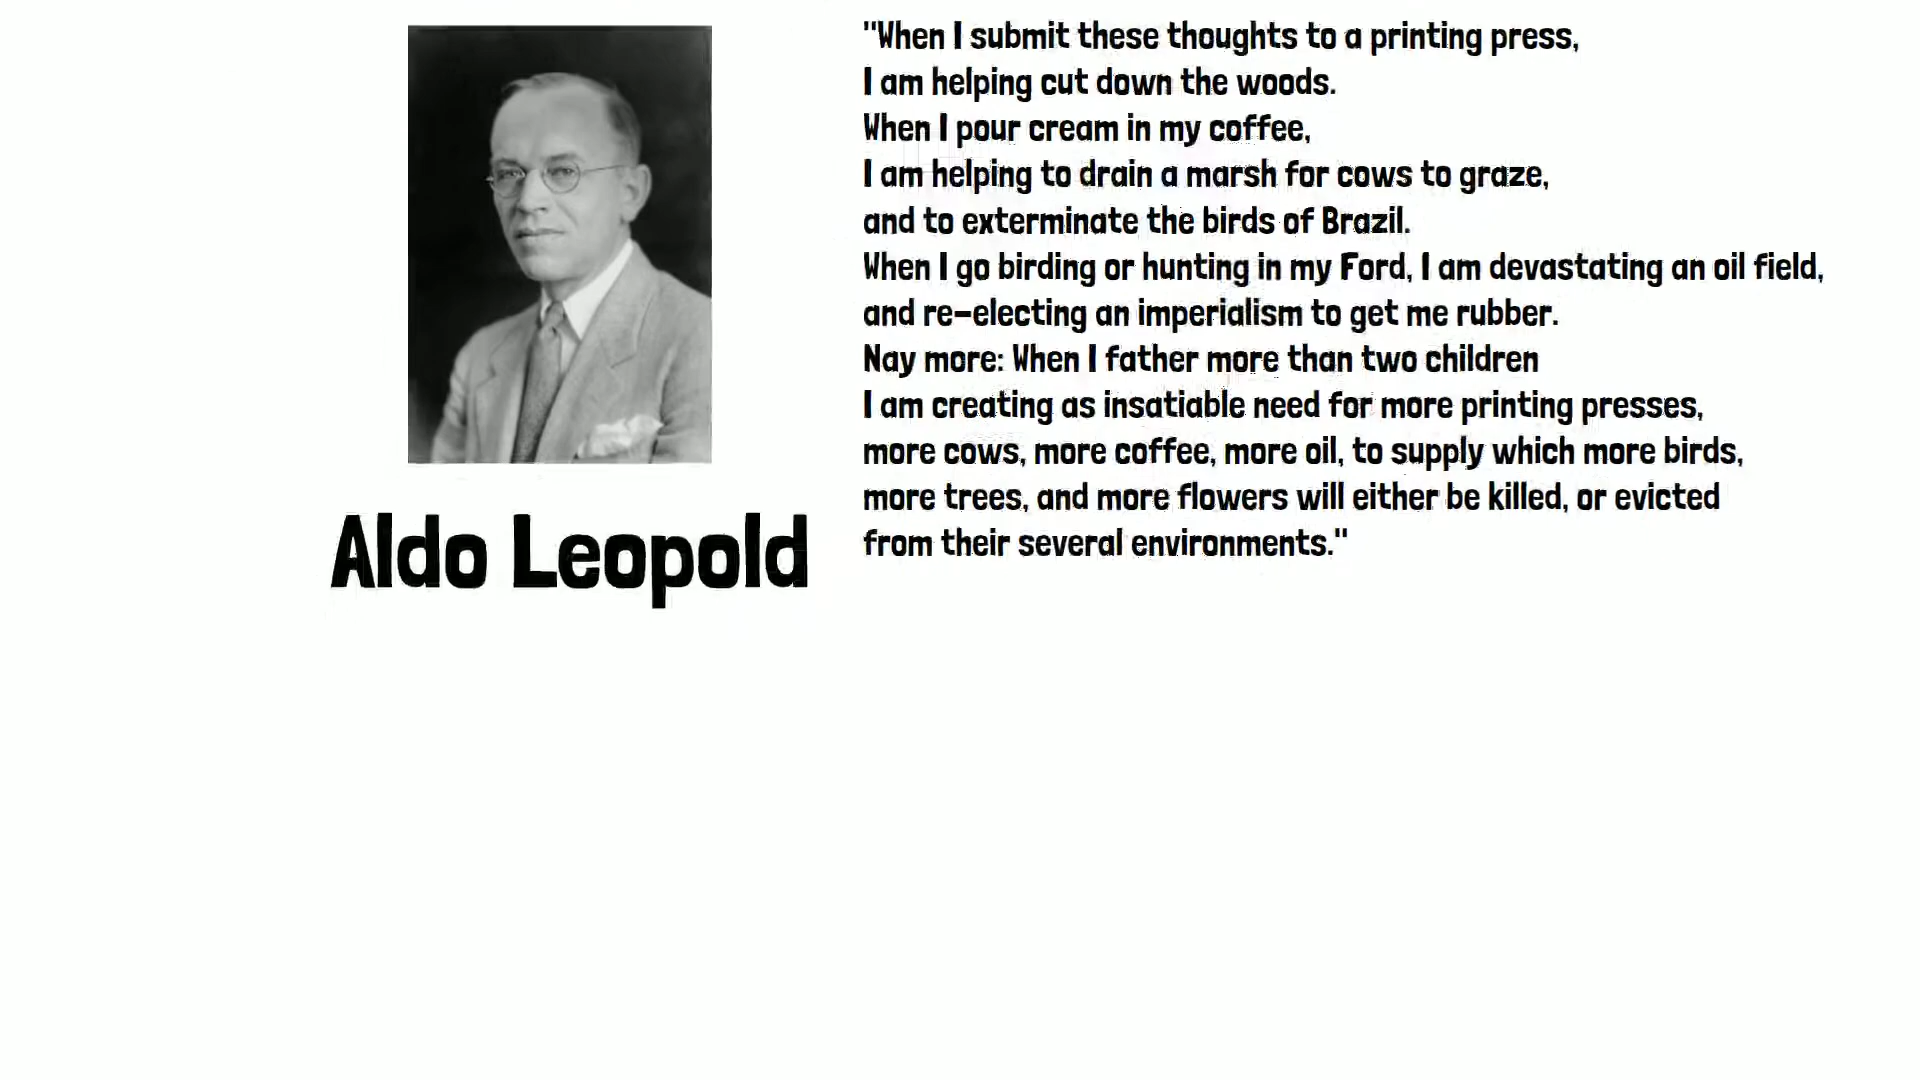 Aldo Leopold
"When I submit these thoughts to a printing press,
I am helping cut down the woods.
When I pour cream in my coffee,
I am helping to drain a marsh for cows to graze,
and to exterminate the birds of Brazil.
When I go birding or hunting in my Ford, I am devastating an oil field,
and re-electing an imperialism to get me rubber.
Nay more: When I father more than two children
I am creating as insatiable need for more printing presses,
more cows, more coffee, more oil, to supply which more birds,
more trees, and more flowers will either be killed, or evicted
from their several environments."